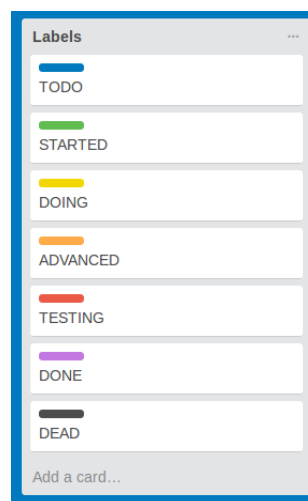 Labels
TODO
STARTED
DOING
ADVANCED
TESTING
DONE
DEAD
Add a card…